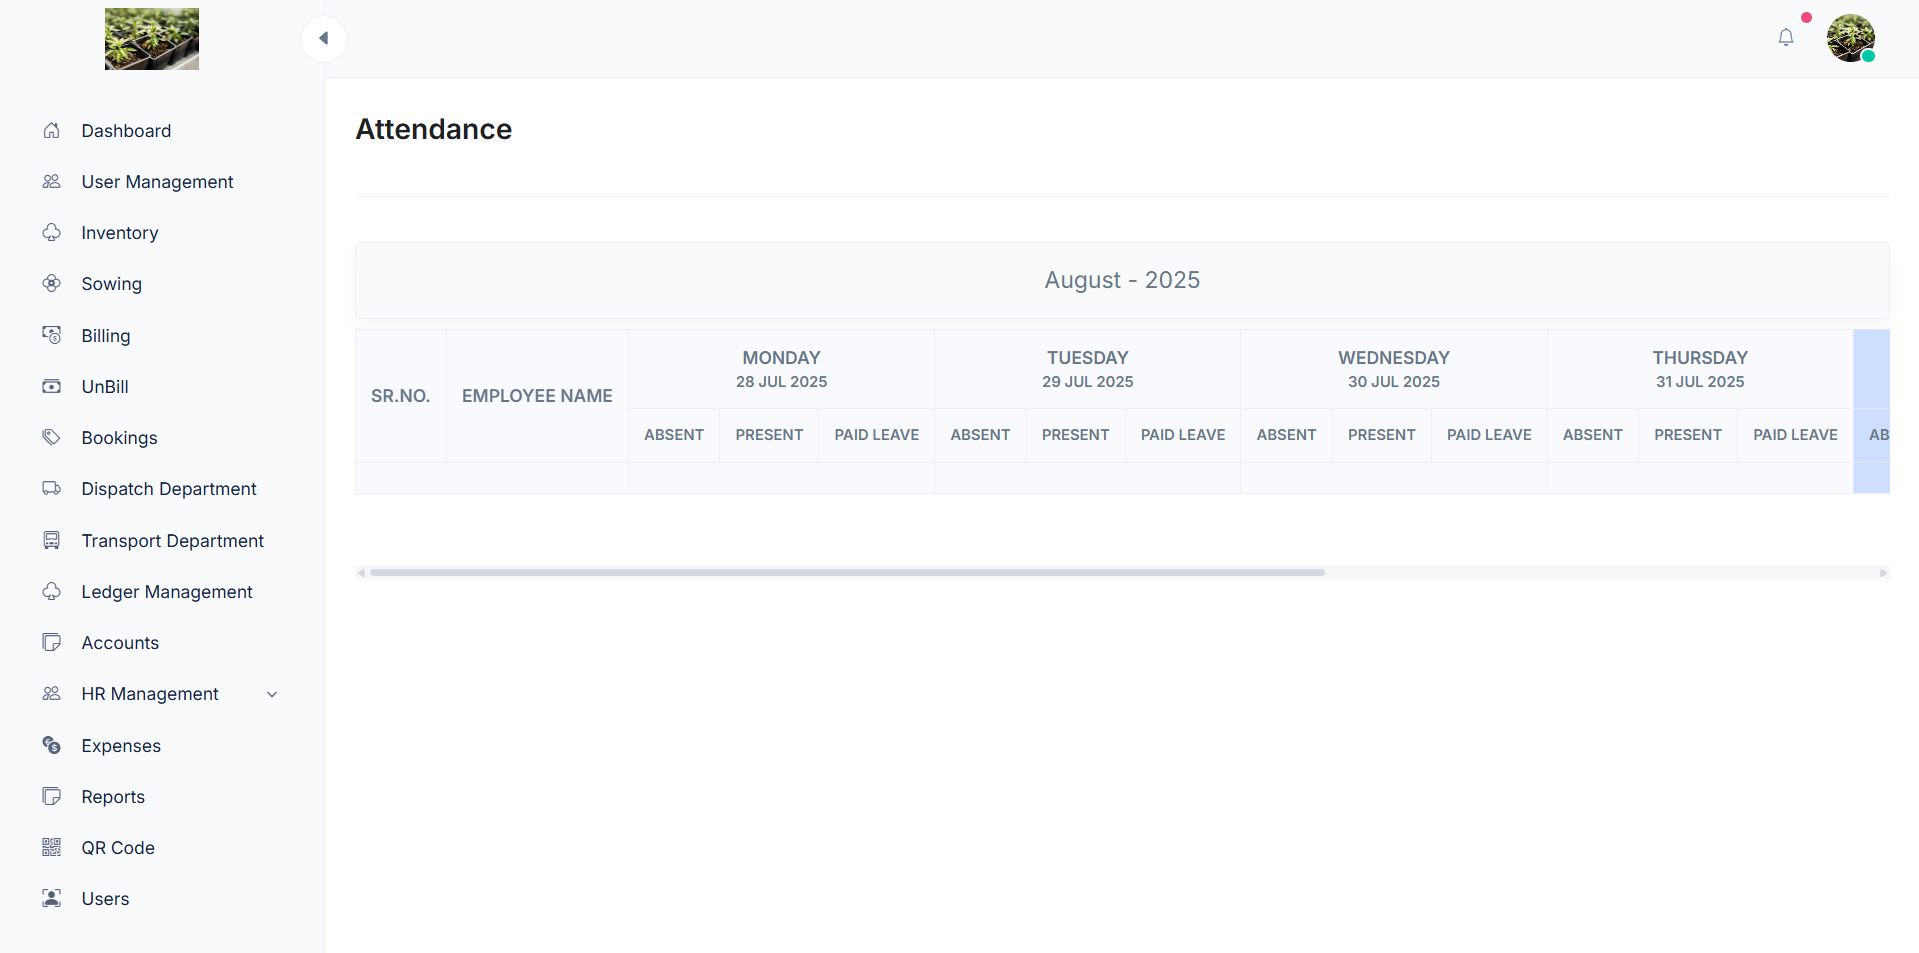 Dashboard
User Management
Inventory
Sowing
Billing
UnBill
Bookings
Dispatch Department
Transport Department
Ledger Management
Accounts
HR Management
Expenses
Reports
QR Code
Users
Attendance
August - 2025
SR.NO. EMPLOYEE NAME
MONDAY TUESDAY WEDNESDAY THURSDAY
28 JUL 2025 29 JUL 2025 30 JUL 2025 31 JUL 2025
ABSENT PRESENT PAID LEAVE ABSENT PRESENT PAID LEAVE ABSENT PRESENT PAID LEAVE ABSENT PRESENT PAID LEAVE AB